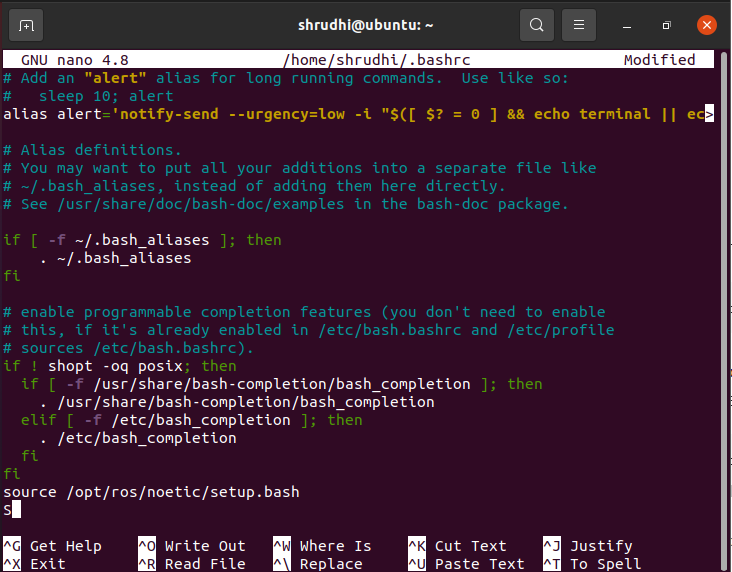 shrudhi@ubuntu: ~
GNU nano 4.8 /home/shrudhi/.bashrc Modified
# Add an "alert" alias for long running commands.  Use like so:
#   sleep 10; alert
alias alert='notify-send --urgency=low -i "$([ $? = 0 ] && echo terminal || ec>
# Alias definitions.
# You may want to put all your additions into a separate file like
# ~/.bash_aliases, instead of adding them here directly.
# See /usr/share/doc/bash-doc/examples in the bash-doc package.
if [ -f ~/.bash_aliases ]; then
    . ~/.bash_aliases
fi
# enable programmable completion features (you don't need to enable
# this, if it's already enabled in /etc/bash.bashrc and /etc/profile
# sources /etc/bash.bashrc).
if ! shopt -oq posix; then
  if [ -f /usr/share/bash-completion/bash_completion ]; then
    . /usr/share/bash-completion/bash_completion
  elif [ -f /etc/bash_completion ]; then
    . /etc/bash_completion
  fi
fi
source /opt/ros/noetic/setup.bash
S
^G Get Help ^O Write Out ^W Where Is ^K Cut Text ^J Justify
^X Exit ^R Read File ^\ Replace ^U Paste Text ^T To Spell